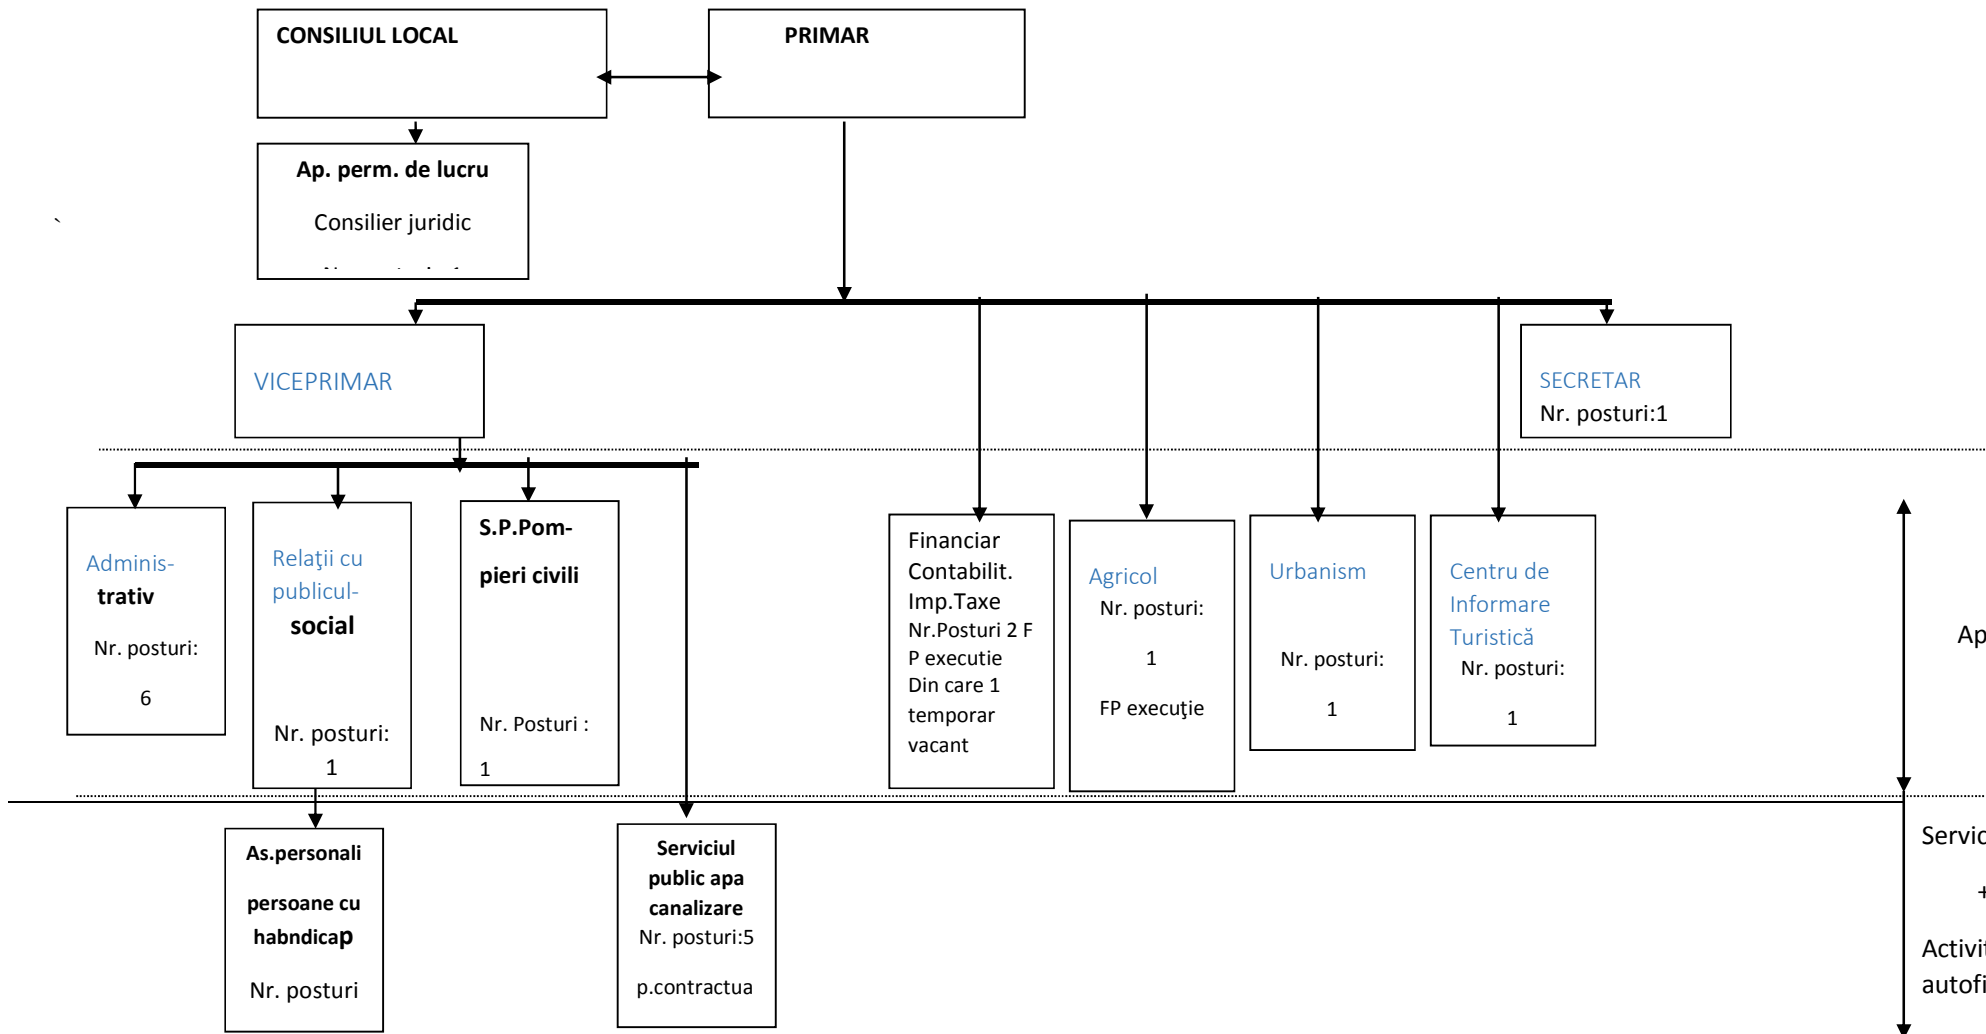 CONSILIUL LOCAL
PRIMAR
Ap. perm. de lucru
Consilier juridic
`
VICEPRIMAR
SECRETAR
Nr. posturi:1
Adminis-
trativ
Nr. posturi:
6
Relaţii cu
publicul-
social
Nr. posturi:
1
S.P.Pom-
pieri civili
Nr. Posturi :
1
Financiar
Contabilit.
Imp.Taxe
Nr.Posturi 2 F
P executie
Din care 1
temporar
vacant
Agricol
Nr. posturi:
1
FP execuţie
Urbanism
Nr. posturi:
1
Centru de
Informare
Turistică
Nr. posturi:
1
Ap
As.personali
persoane cu
habndicap
Nr. posturi
Serviciul
public apa
canalizare
Nr. posturi:5
p.contractua
Servic
+
Activit
autofi